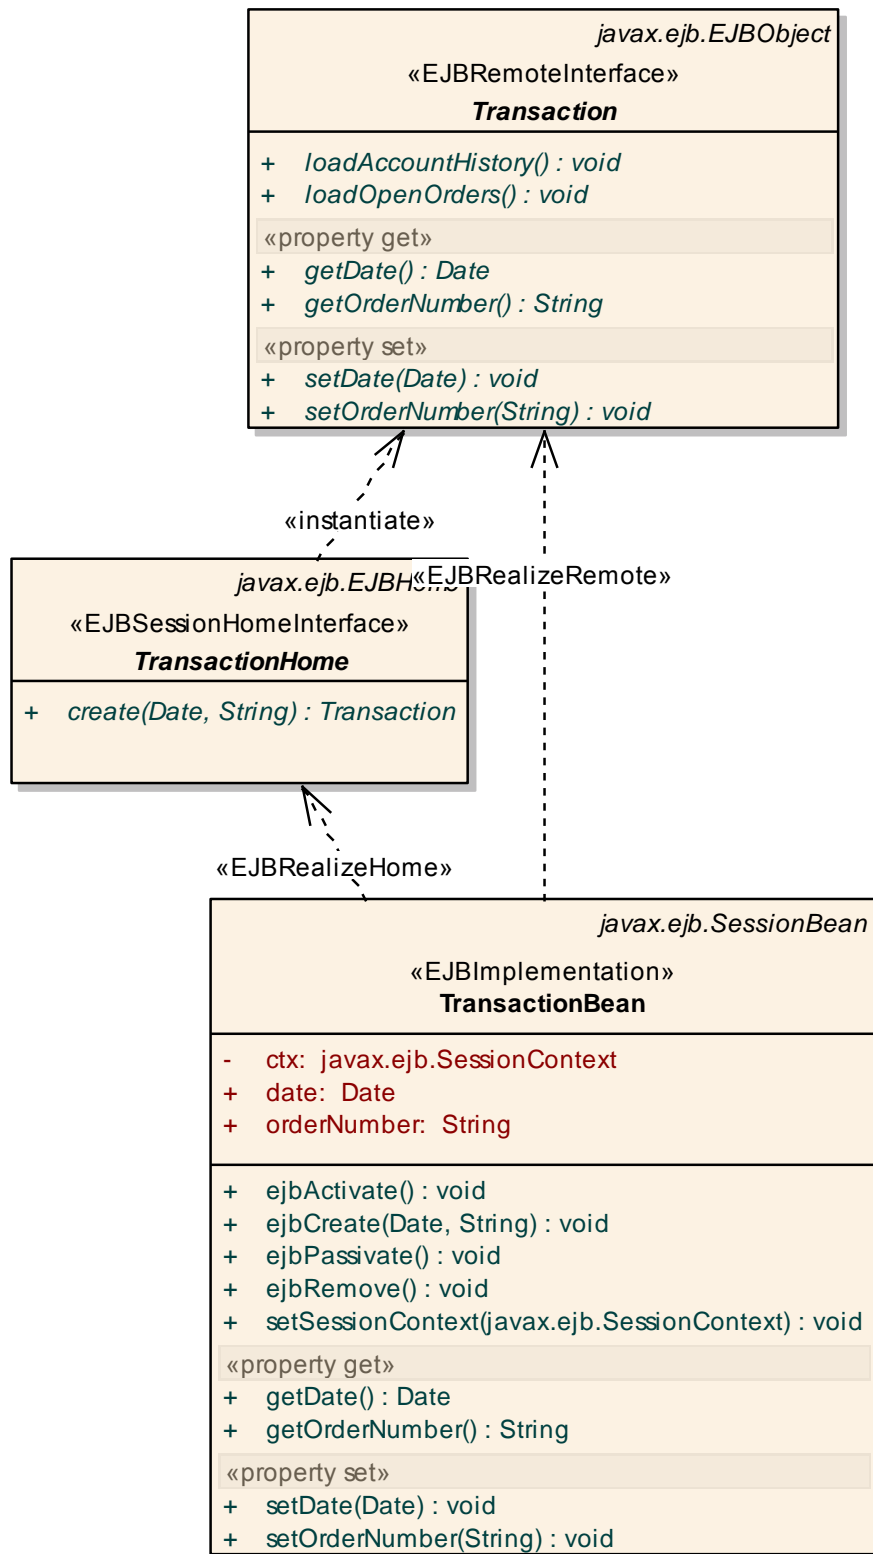 javax.ejb.EJBObject
«EJBRemoteInterface»
Transaction
+ loadAccountHistory() : void
+ loadOpenOrders() : void
«property get»
+ getDate() : Date
+ getOrderNumber() : String
«property set»
+ setDate(Date) : void
+ setOrderNumber(String) : void
«instantiate»
«EJBRealizeRemote»
javax.ejb.EJBHome
«EJBSessionHomeInterface»
TransactionHome
+ create(Date, String) : Transaction
«EJBRealizeHome»
javax.ejb.SessionBean
«EJBImplementation»
TransactionBean
- ctx: javax.ejb.SessionContext
+ date: Date
+ orderNumber: String
+ ejbActivate() : void
+ ejbCreate(Date, String) : void
+ ejbPassivate() : void
+ ejbRemove() : void
+ setSessionContext(javax.ejb.SessionContext) : void
«property get»
+ getDate() : Date
+ getOrderNumber() : String
«property set»
+ setDate(Date) : void
+ setOrderNumber(String) : void